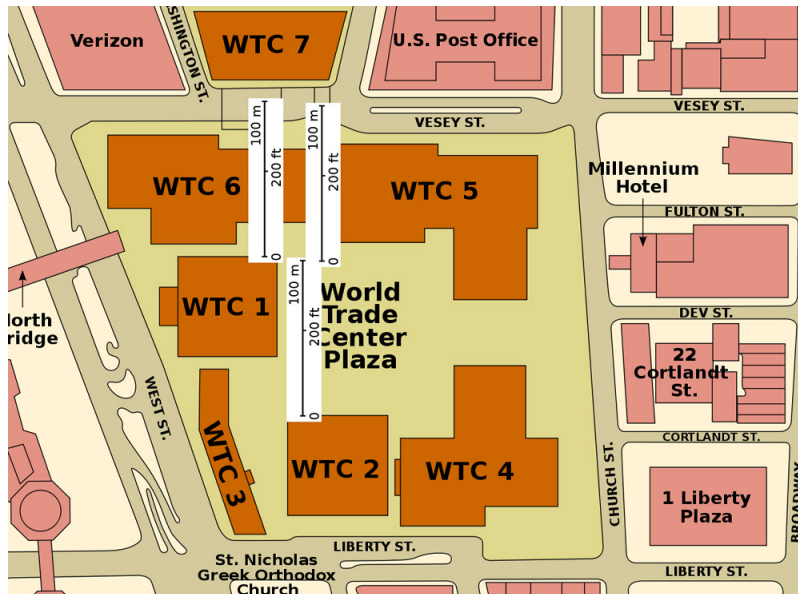 Verizon
WTC 7
U.S. Post Office
SHINGTON ST.
VESEY ST.
VESEY ST.
100 m
200 ft
0
100 m
200 ft
0
100 m
200 ft
0
WTC 6
WTC 5
Millennium
Hotel
FULTON ST.
WTC 1
World
Trade
Center
Plaza
orth
ridge
DEV ST.
22
Cortlandt
St.
WEST ST.
WTC 3
WTC 2
WTC 4
CORTLANDT ST.
CHURCH ST.
1 Liberty
Plaza
BROADWAY
LIBERTY ST.
LIBERTY ST.
St. Nicholas
Greek Orthodox
Church